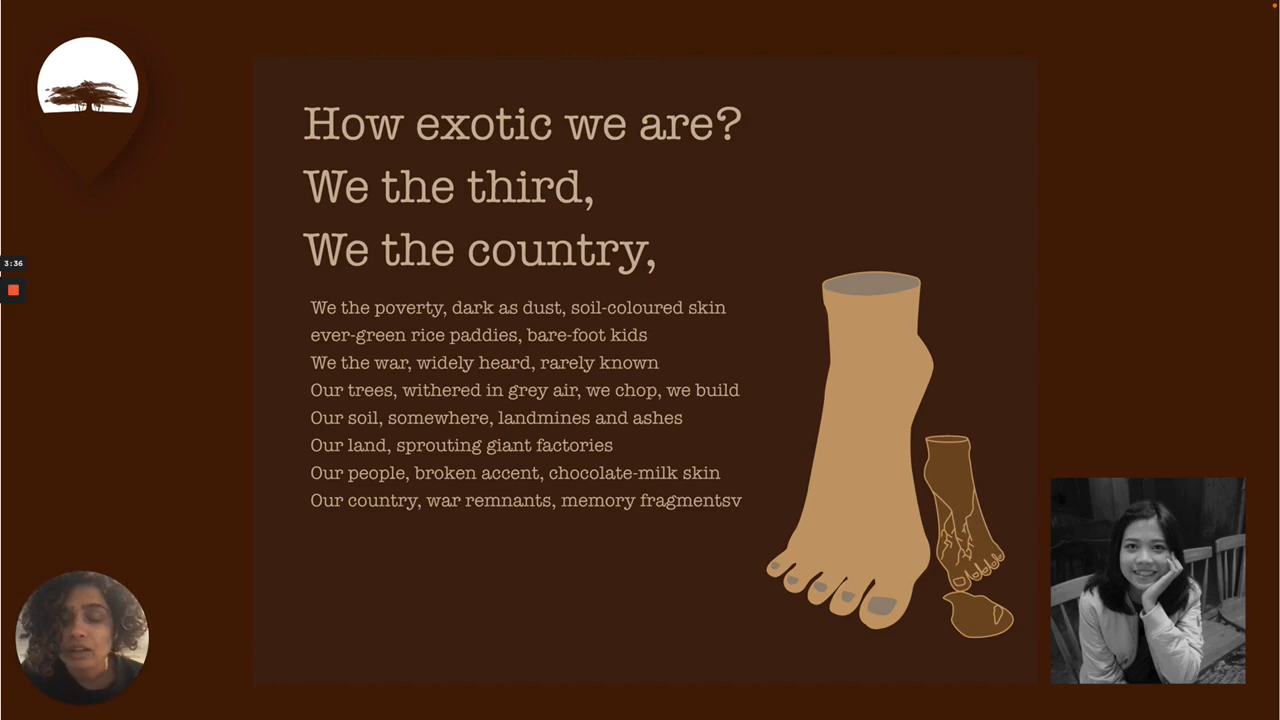 How exotic we are?
We the third,
We the country,
We the poverty, dark as dust, soil-coloured skin
ever-green rice paddies, bare-foot kids
We the war, widely heard, rarely known
Our trees, withered in grey air, we chop, we build
Our soil, somewhere, landmines and ashes
Our land, sprouting giant factories
Our people, broken accent, chocolate-milk skin
Our country, war remnants, memory fragmentsv
3:36